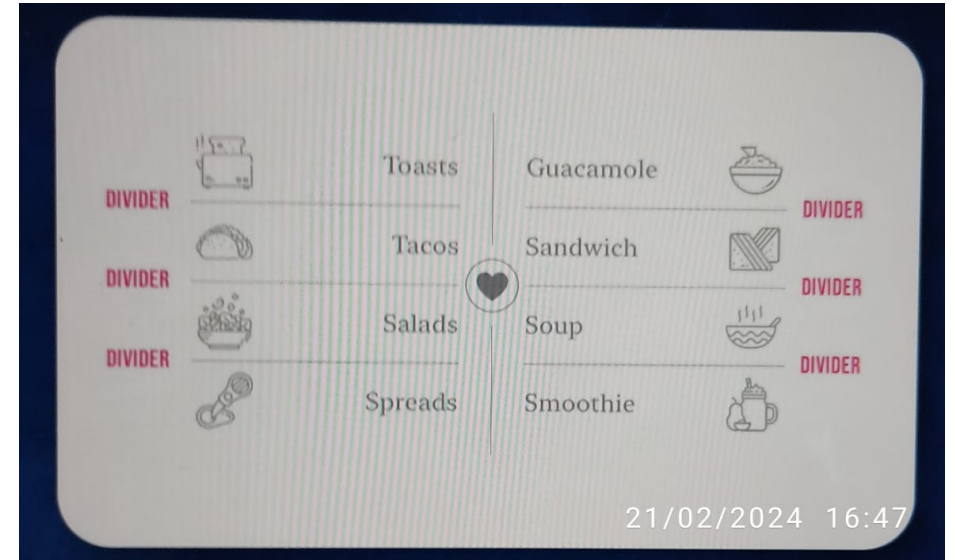 Toasts
Guacamole
DIVIDER
DIVIDER
Tacos
Sandwich
DIVIDER
DIVIDER
Salads
Soup
DIVIDER
DIVIDER
Spreads
Smoothie
21/02/2024 16:47